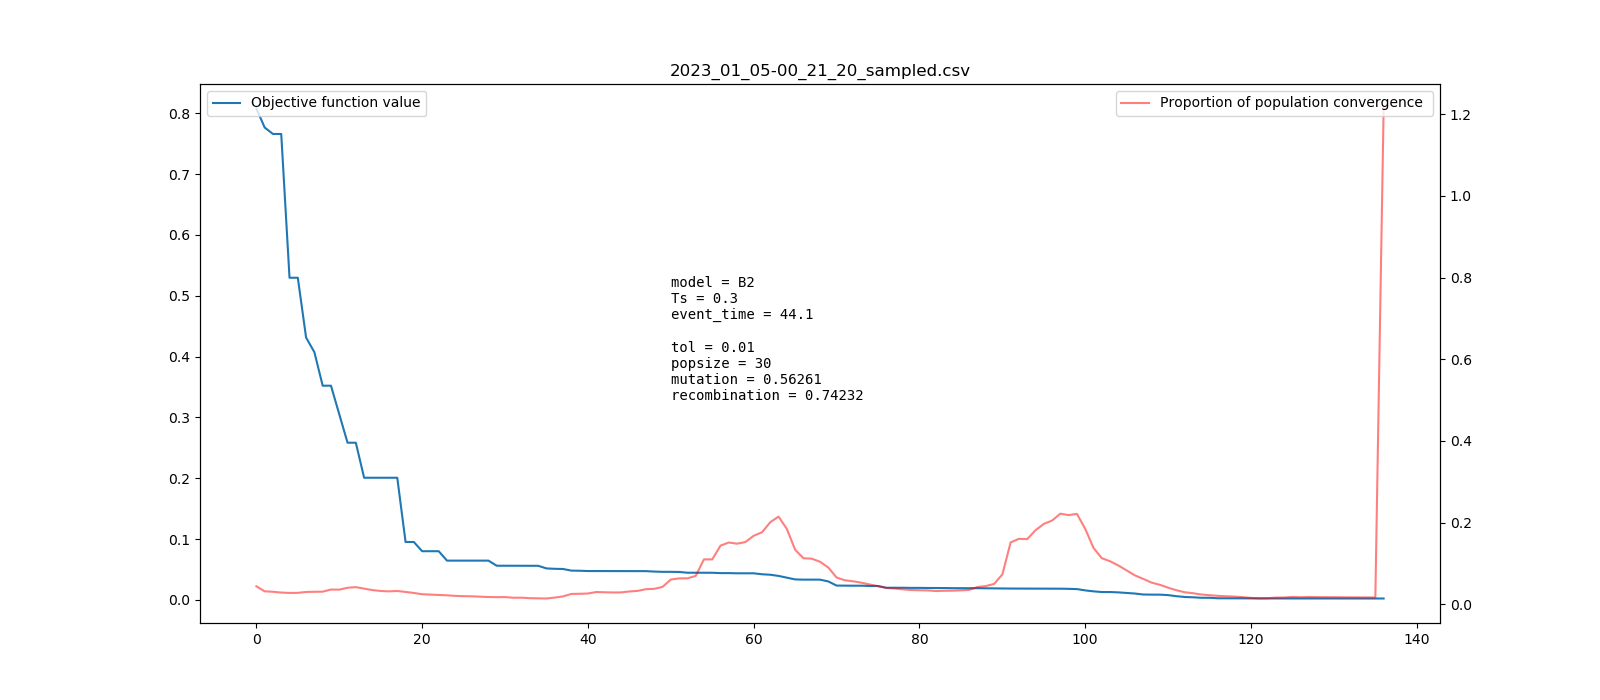 2023_01_05-00_21_20_sampled.csv
Objective function value
Proportion of population convergence
0.8
0.7
0.6
0.5
0.4
0.3
0.2
0.1
0.0
model = B2
Ts = 0.3
event_time = 44.1
tol = 0.01
popsize = 30
mutation = 0.56261
recombination = 0.74232
1.2
1.0
0.8
0.6
0.4
0.2
0.0
0 20 40 60 80 100 120 140